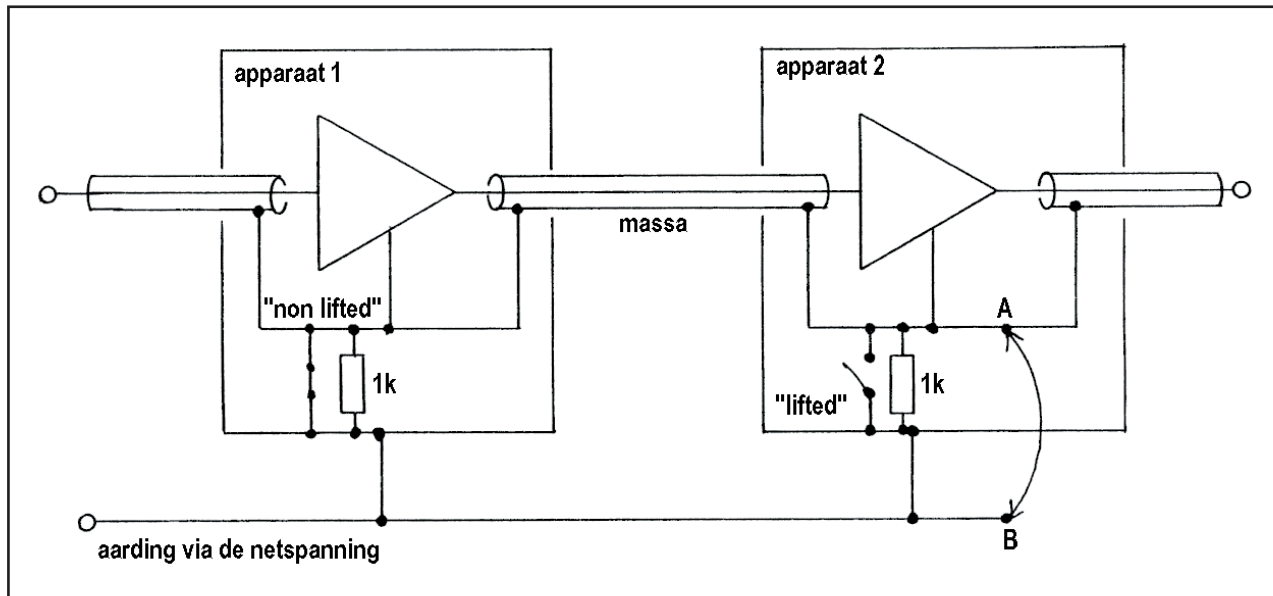 apparaat 1
apparaat 2
massa
"non lifted"
A
1k
1k
"lifted"
aarding via de netspanning
B